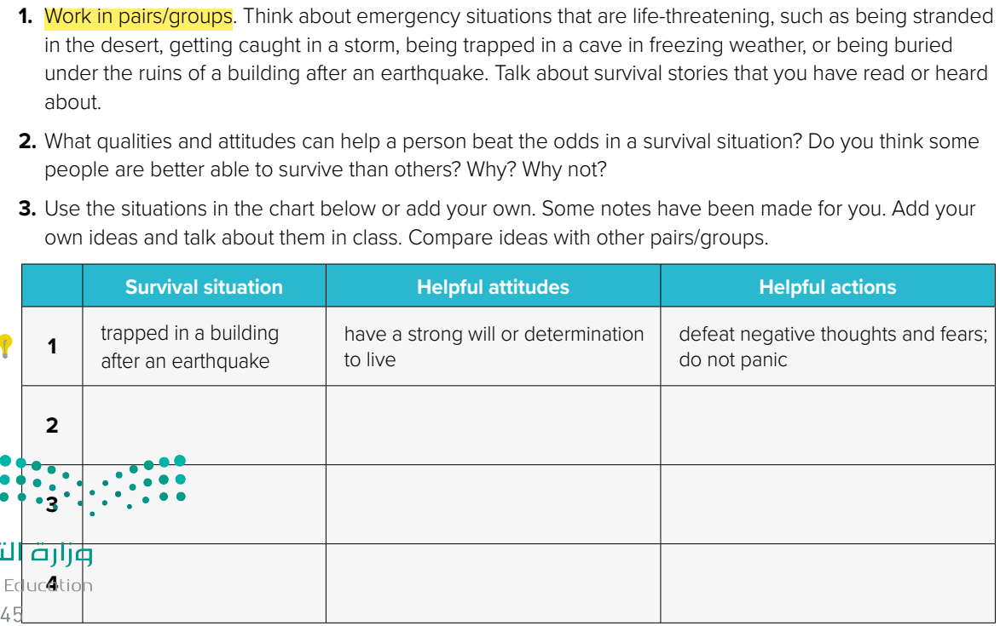 1. Work in pairs/groups. Think about emergency situations that are life-threatening, such as being stranded
in the desert, getting caught in a storm, being trapped in a cave in freezing weather, or being buried
under the ruins of a building after an earthquake. Talk about survival stories that you have read or heard
about.
2. What qualities and attitudes can help a person beat the odds in a survival situation? Do you think some
people are better able to survive than others? Why? Why not?
3. Use the situations in the chart below or add your own. Some notes have been made for you. Add your
own ideas and talk about them in class. Compare ideas with other pairs/groups.
Survival situation Helpful attitudes Helpful actions
1 trapped in a building have a strong will or determination defeat negative thoughts and fears;
after an earthquake to live do not panic
2
3
وزارة
4
Education
45